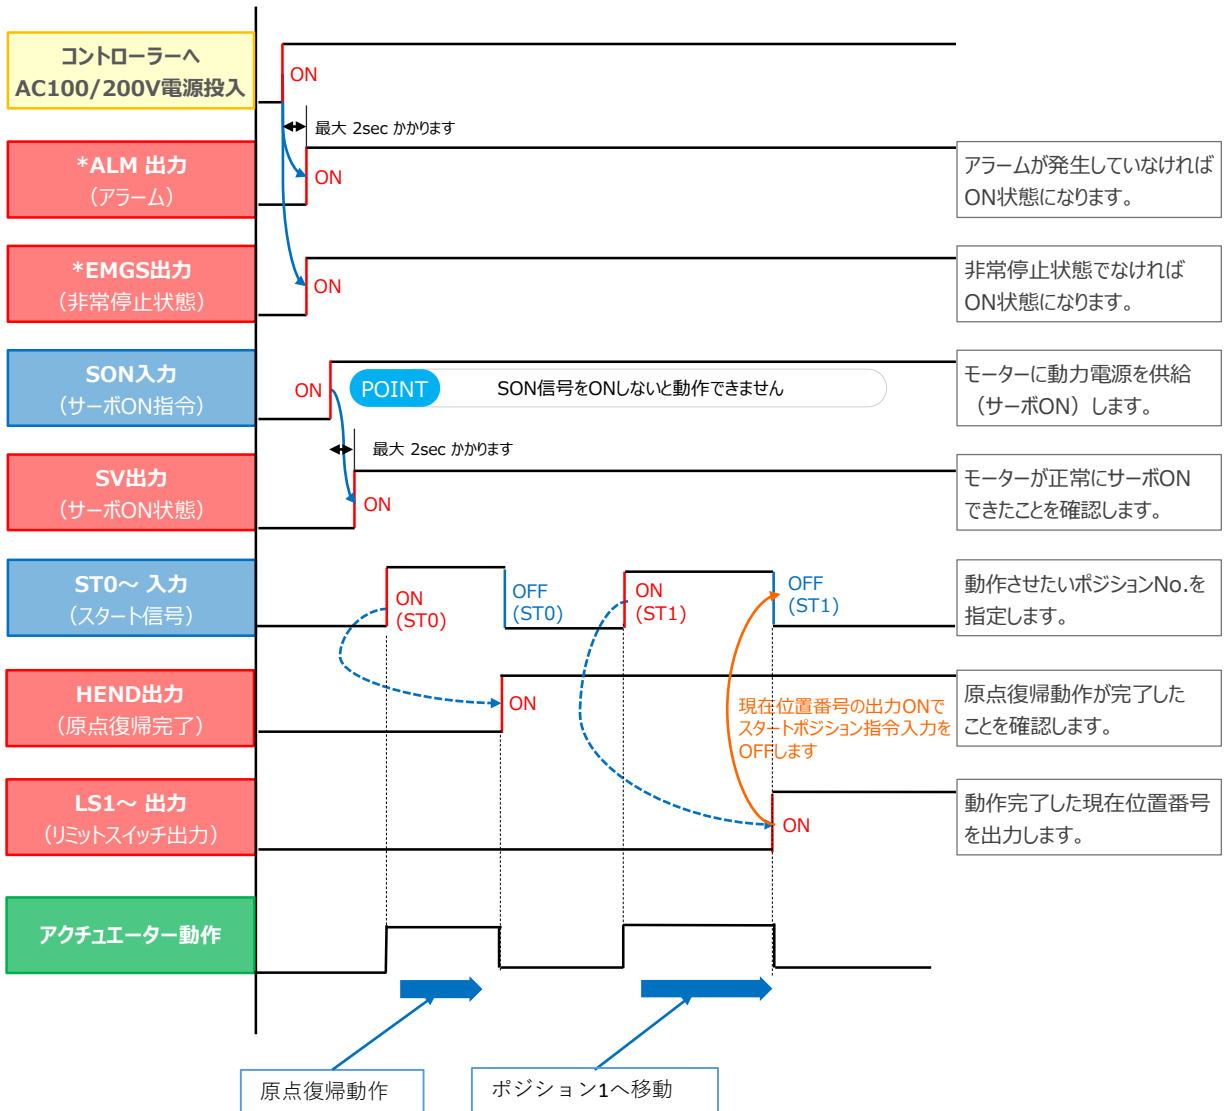 コントローラーへ
AC100/200V電源投入
ON
最大 2sec かかります
*ALM 出力
（アラーム）
ON
アラームが発生していなければ
ON状態になります。
*EMGS出力
（非常停止状態）
ON
非常停止状態でなければ
ON状態になります。
SON入力
（サーボON指令）
ON
POINT
SON信号をONしないと動作できません
モーターに動力電源を供給
（サーボON）します。
最大 2sec かかります
SV出力
（サーボON状態）
ON
モーターが正常にサーボON
できたことを確認します。
ST0～ 入力
（スタート信号）
ON
(ST0)
OFF
(ST0)
ON
(ST1)
OFF
(ST1)
動作させたいポジションNo.を
指定します。
HEND出力
（原点復帰完了）
ON
現在位置番号の出力ONで
スタートポジション指令入力を
OFFします
原点復帰動作が完了した
ことを確認します。
LS1～ 出力
（リミットスイッチ出力）
ON
動作完了した現在位置番号
を出力します。
アクチュエーター動作
原点復帰動作
ポジション1へ移動